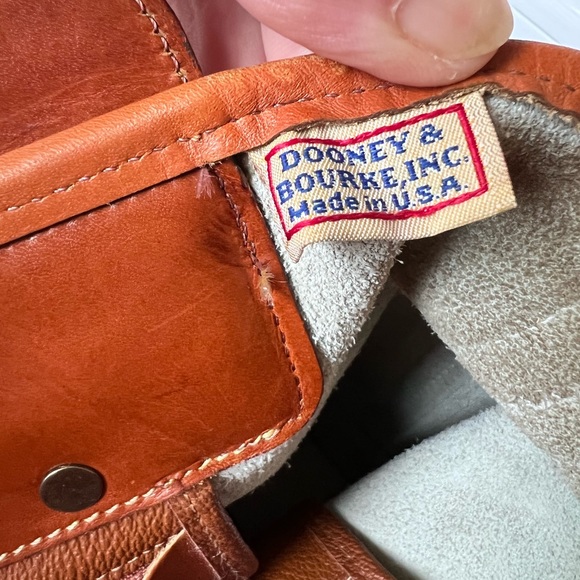 DOONEY &
BOURKE, INC.
Made in U.S.A.